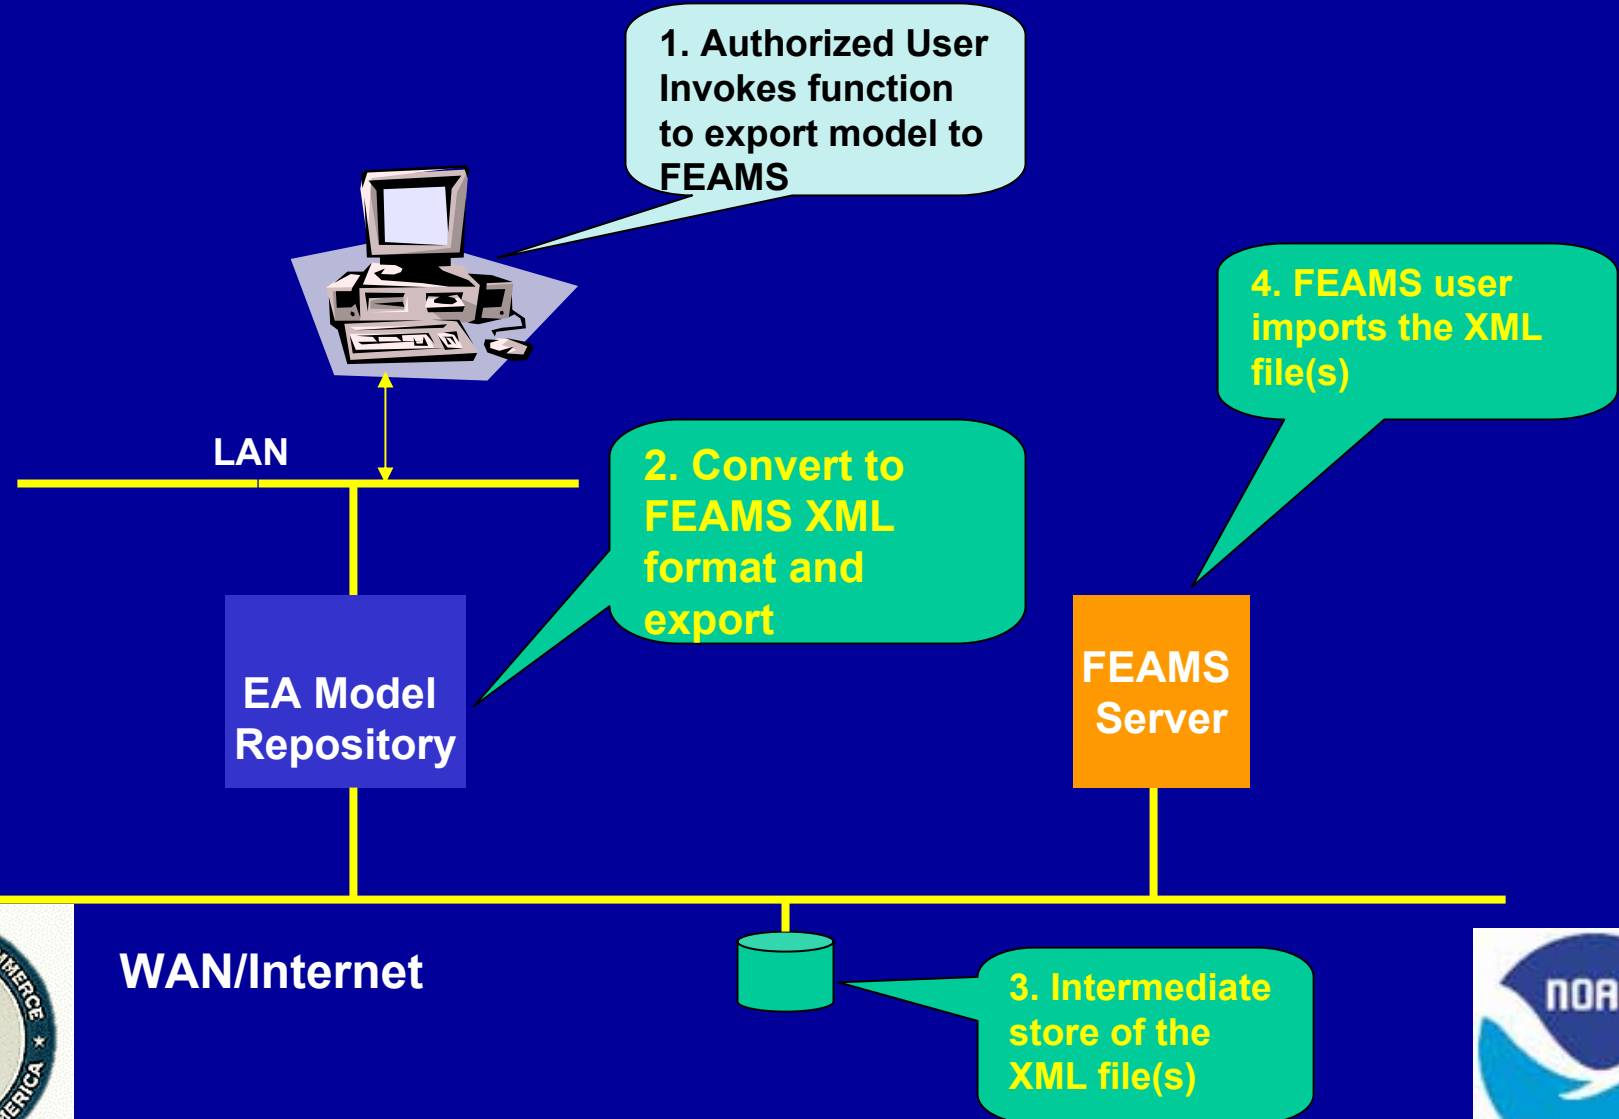 1. Authorized User
Invokes function
to export model to
FEAMS
4. FEAMS user
imports the XML
file(s)
LAN
2. Convert to
FEAMS XML
format and
export
EA Model
Repository
FEAMS
Server
WAN/Internet
3. Intermediate
store of the
XML file(s)
AMERICA